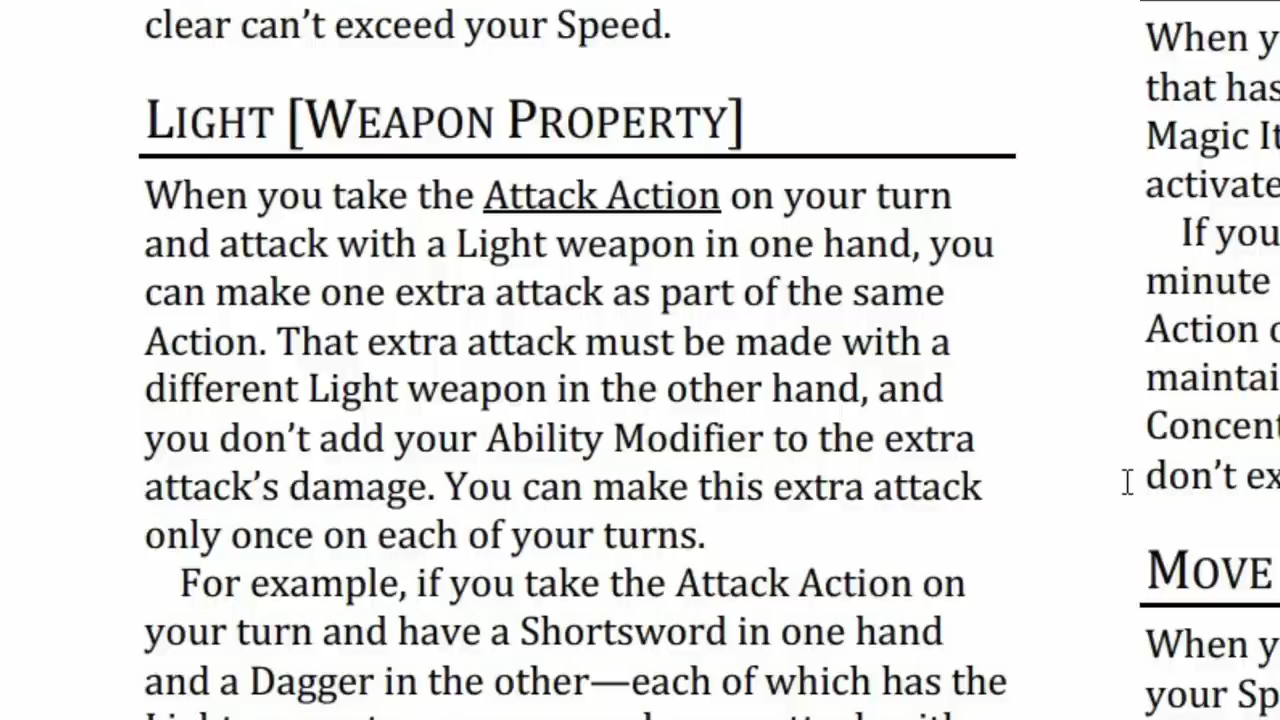 clear can’t exceed your Speed.
LIGHT [WEAPON PROPERTY]
When you take the Attack Action on your turn
and attack with a Light weapon in one hand, you
can make one extra attack as part of the same
Action. That extra attack must be made with a
different Light weapon in the other hand, and
you don’t add your Ability Modifier to the extra
attack’s damage. You can make this extra attack
only once on each of your turns.
For example, if you take the Attack Action on
your turn and have a Shortsword in one hand
and a Dagger in the other—each of which has the
When y
that has
Magic It
activate
If you
minute
Action
maintai
Concent
don’t ex
MOVE
When y
your Sp